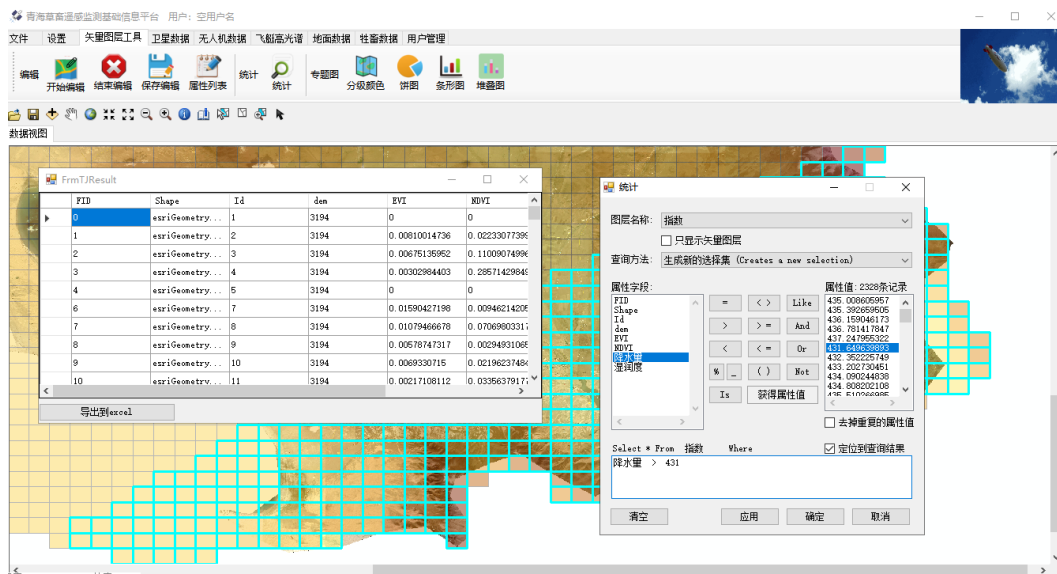 青海草畜遥感监测基础信息平台 用户：空用户名
文件 设置 矢量图层工具 卫星数据 无人机数据 飞艇高光谱 地面数据 牲畜数据 用户管理
编辑 开始编辑 结束编辑 保存编辑 属性列表 统计 统计 专题图 分级颜色 饼图 条形图 堆叠图
数据视图
FrmTJResult
FID Shape Id dem EVI NDVI
0 esriGeometry... 1 3194 0 0
1 esriGeometry... 2 3194 0.00810014736 0.02233077399
2 esriGeometry... 3 3194 0.00675135952 0.11009074996
3 esriGeometry... 4 3194 0.00302984403 0.28571429849
4 esriGeometry... 5 3194 0 0
6 esriGeometry... 7 3194 0.01590427198 0.00946214205
7 esriGeometry... 8 3194 0.01079466678 0.07069803317
8 esriGeometry... 9 3194 0.00578747317 0.00294931065
9 esriGeometry... 10 3194 0.0069330715 0.02196237484
10 esriGeometry... 11 3194 0.00217108112 0.03356379177
导出到excel
统计
图层名称: 指数
只显示矢量图层
查询方法: 生成新的选择集 (Creates a new selection)
属性字段:
FID
Shape
Id
dem
EVI
NDVI
降水量
湿润度
= < > Like
> > = And
< < = Or
% _ ( ) Not
Is 获得属性值
属性值: 2328条记录
435.008605957
435.392659505
436.159046173
436.781417847
437.247955322
431.649639893
432.352225749
433.202730451
434.090244838
434.808202108
435.510266985
去掉重复的属性值
Select * From 指数 Where
定位到查询结果
降水量 > 431
清空 应用 确定 取消